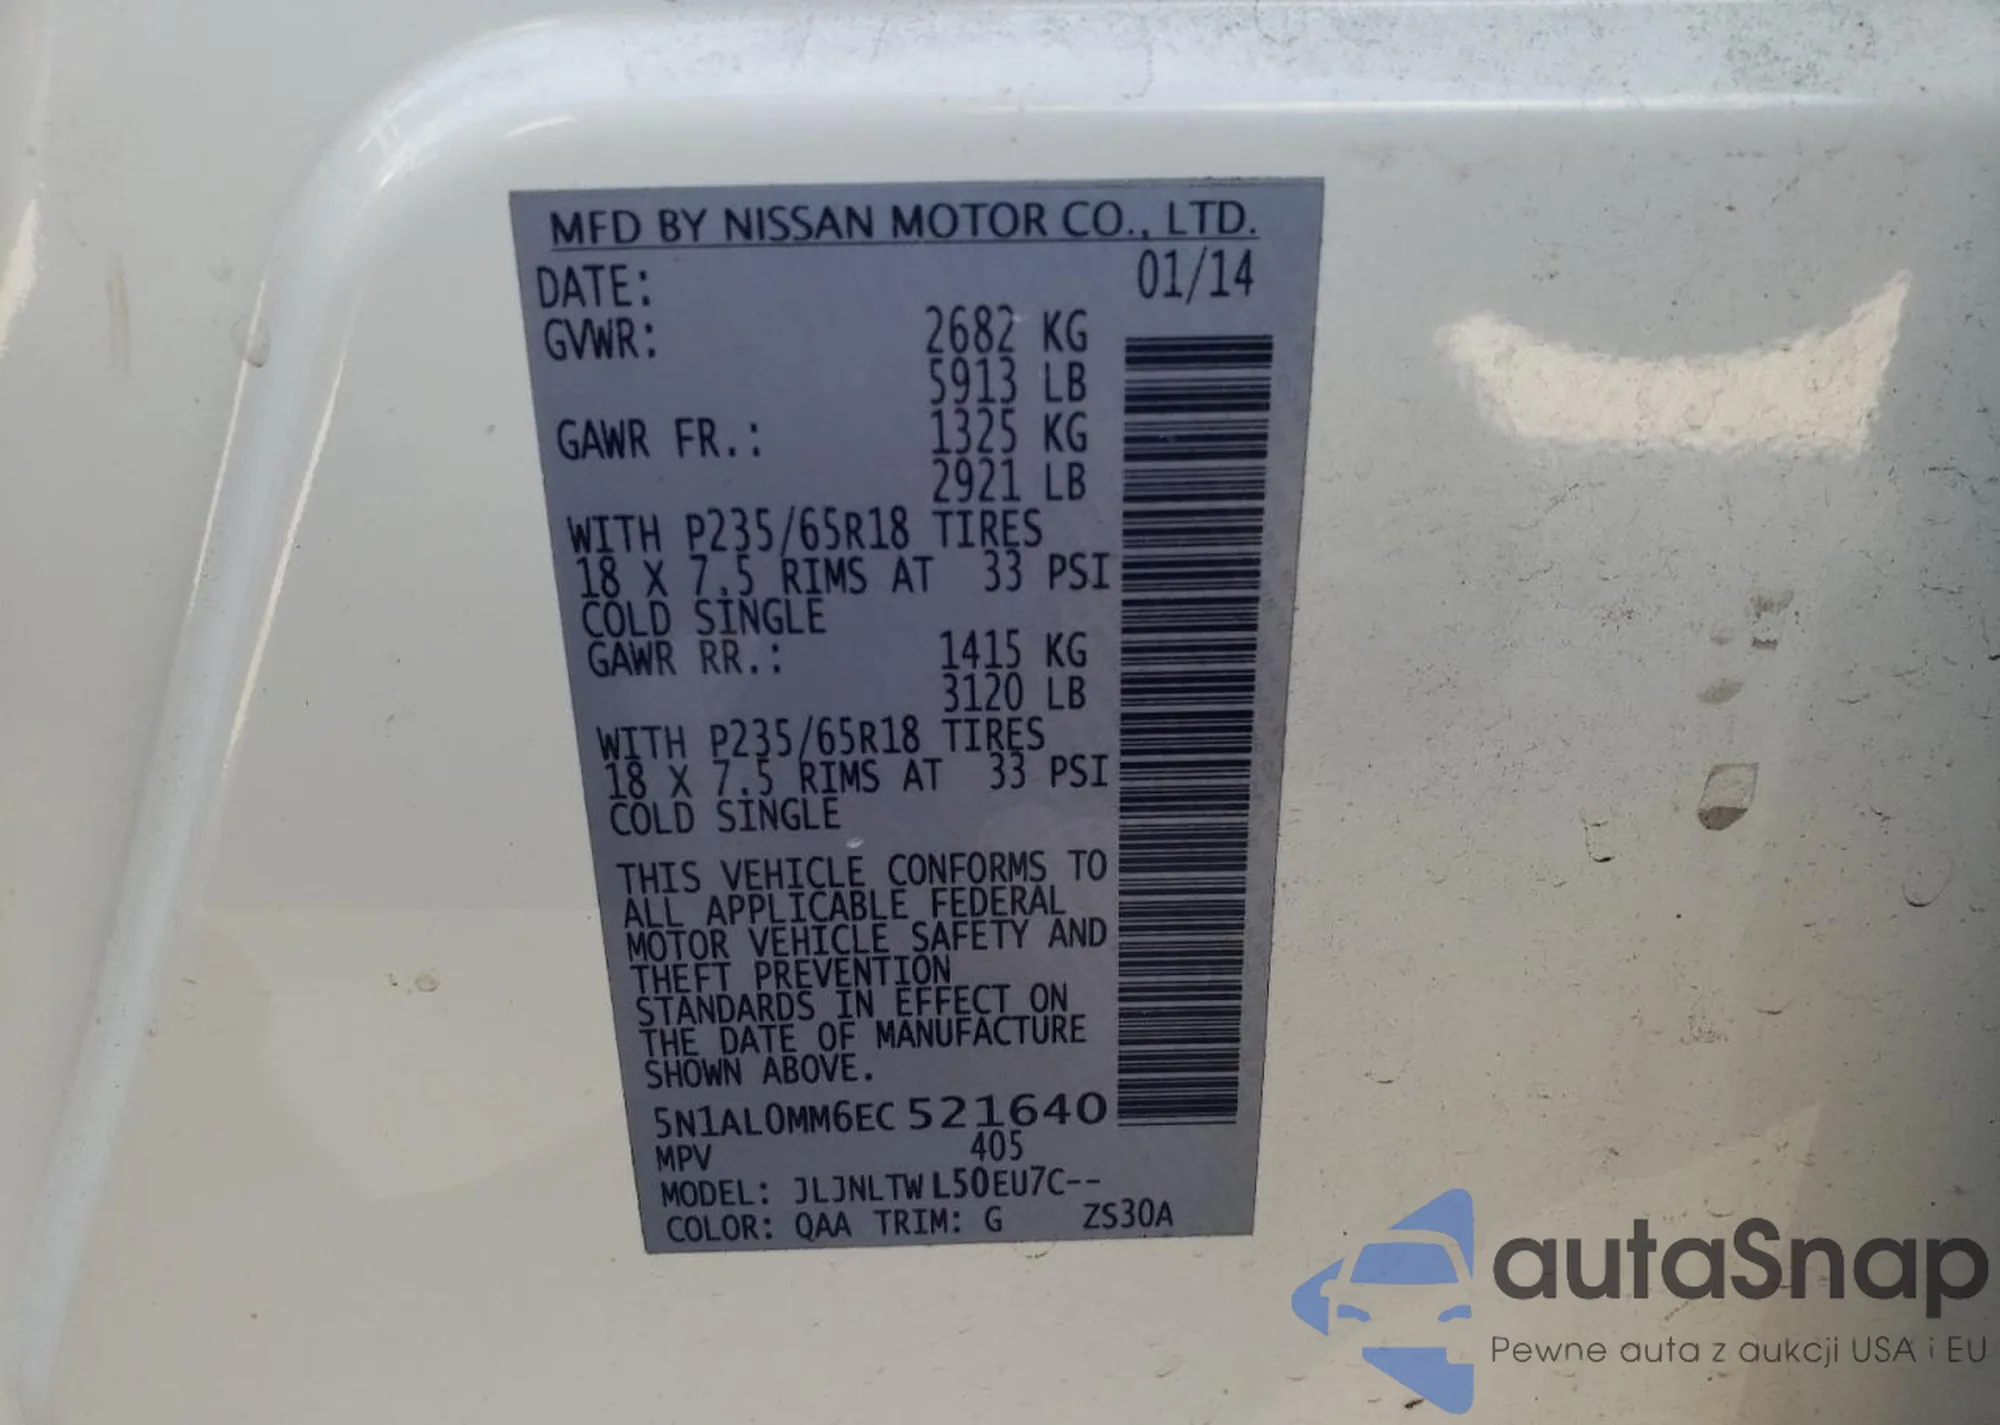 MFD BY NISSAN MOTOR CO., LTD.
DATE: 01/14
GVWR: 2682 KG
5913 LB
GAWR FR.: 1325 KG
2921 LB
WITH P235/65R18 TIRES
18 X 7.5 RIMS AT 33 PSI
COLD SINGLE
GAWR RR.: 1415 KG
3120 LB
WITH P235/65R18 TIRES
18 X 7.5 RIMS AT 33 PSI
COLD SINGLE
THIS VEHICLE CONFORMS TO
ALL APPLICABLE FEDERAL
MOTOR VEHICLE SAFETY AND
THEFT PREVENTION
STANDARDS IN EFFECT ON
THE DATE OF MANUFACTURE
SHOWN ABOVE.
5N1AL0MM6EC 521640
MPV 405
MODEL: JLJNLTW L50EU7C--
COLOR: QAA TRIM: G ZS30A
autaSnap
Pewne auta z aukcji USA i EU